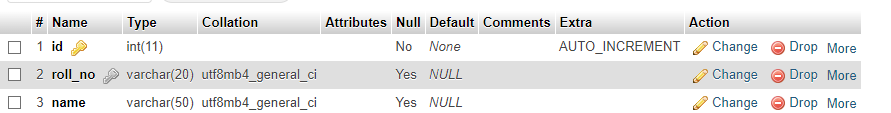 # Name Type Collation Attributes Null Default Comments Extra Action
1 id int(11) No None AUTO_INCREMENT Change Drop More
2 roll_no varchar(20) utf8mb4_general_ci Yes NULL Change Drop More
3 name varchar(50) utf8mb4_general_ci Yes NULL Change Drop More